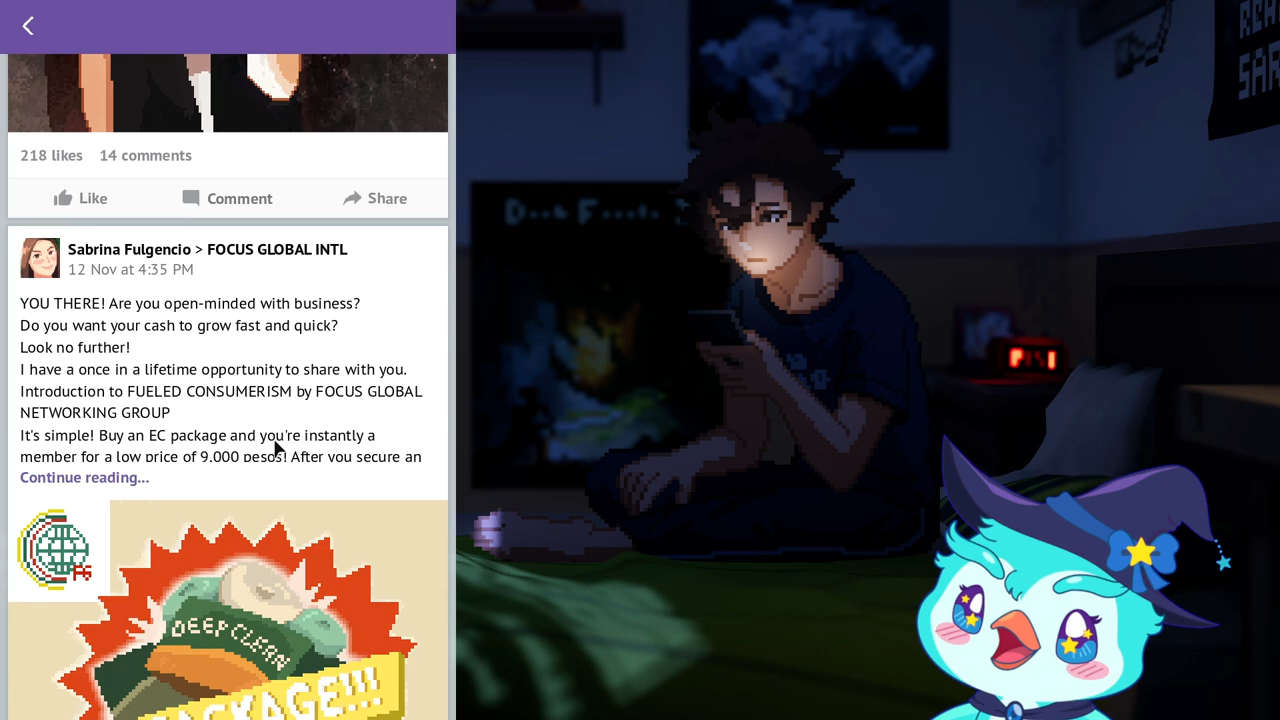 218 likes 14 comments
Like Comment Share
Sabrina Fulgencio > FOCUS GLOBAL INTL
12 Nov at 4:35 PM
YOU THERE! Are you open-minded with business?
Do you want your cash to grow fast and quick?
Look no further!
I have a once in a lifetime opportunity to share with you.
Introduction to FUELED CONSUMERISM by FOCUS GLOBAL
NETWORKING GROUP
It's simple! Buy an EC package and you're instantly a
member for a low price of 9,000 pesos! After you secure an
Continue reading...
FG
DEEP CLEAN
PACKAGE!!!